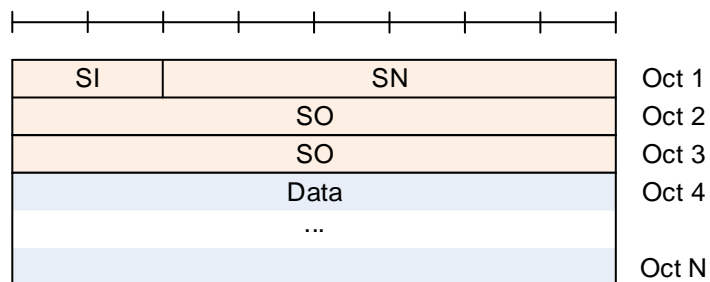 SI SN Oct 1
SO Oct 2
SO Oct 3
Data Oct 4
...
Oct N